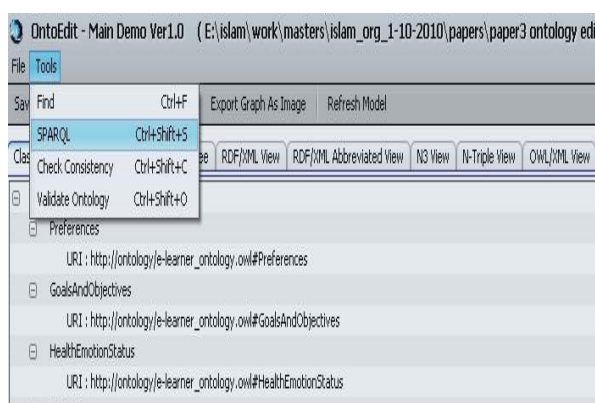 OntoEdit - Main Demo Ver1.0 ( E:\islam\work\masters\islam_org_1-10-2010\papers\paper3 ontology edi
File Tools
Sav Export Graph As Image Refresh Model
Find Ctrl+F
SPARQL Ctrl+Shift+S
Check Consistency Ctrl+Shift+C
Validate Ontology Ctrl+Shift+O
Clas ee RDF/XML View RDF/XML Abbreviated View N3 View N-Triple View OWL/XML View
Preferences
URI : http://ontology/e-learner_ontology.owl#Preferences
GoalsAndObjectives
URI : http://ontology/e-learner_ontology.owl#GoalsAndObjectives
HealthEmotionStatus
URI : http://ontology/e-learner_ontology.owl#HealthEmotionStatus